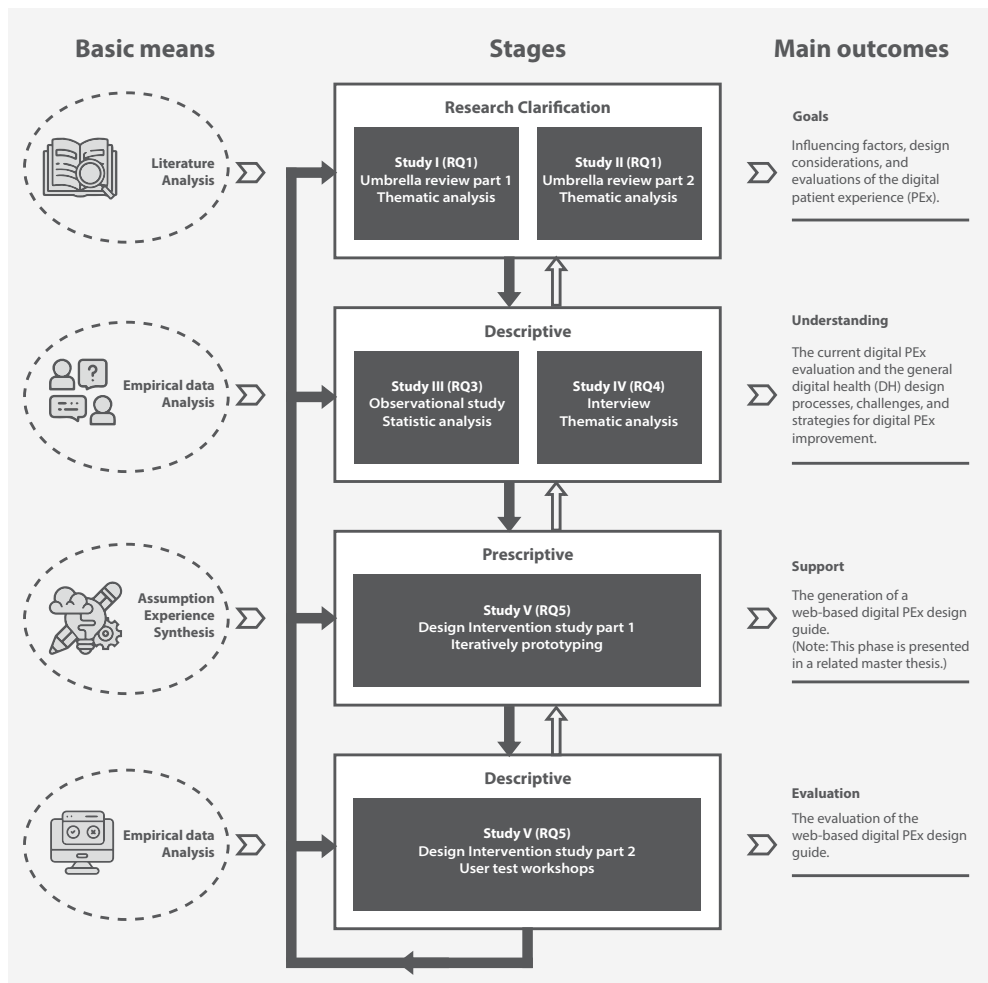 Basic means
Stages
Main outcomes
Literature
Analysis
Research Clarification
Study I (RQ1)
Umbrella review part 1
Thematic analysis
Study II (RQ1)
Umbrella review part 2
Thematic analysis
Goals
Influencing factors, design
considerations, and
evaluations of the digital
patient experience (PEx).
Empirical data
Analysis
Descriptive
Study III (RQ3)
Observational study
Statistic analysis
Study IV (RQ4)
Interview
Thematic analysis
Understanding
The current digital PEx
evaluation and the general
digital health (DH) design
processes, challenges, and
strategies for digital PEx
improvement.
Assumption
Experience
Synthesis
Prescriptive
Study V (RQ5)
Design Intervention study part 1
Iteratively prototyping
Support
The generation of a
web-based digital PEx design
guide.
(Note: This phase is presented
in a related master thesis.)
Empirical data
Analysis
Descriptive
Study V (RQ5)
Design Intervention study part 2
User test workshops
Evaluation
The evaluation of the
web-based digital PEx design
guide.